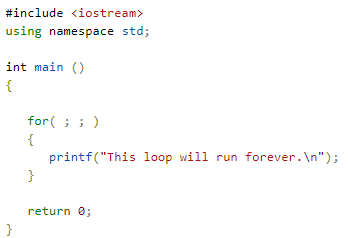 #include <iostream>
using namespace std;
int main ()
{
for( ; ; )
{
printf("This loop will run forever.\n");
}
return 0;
}